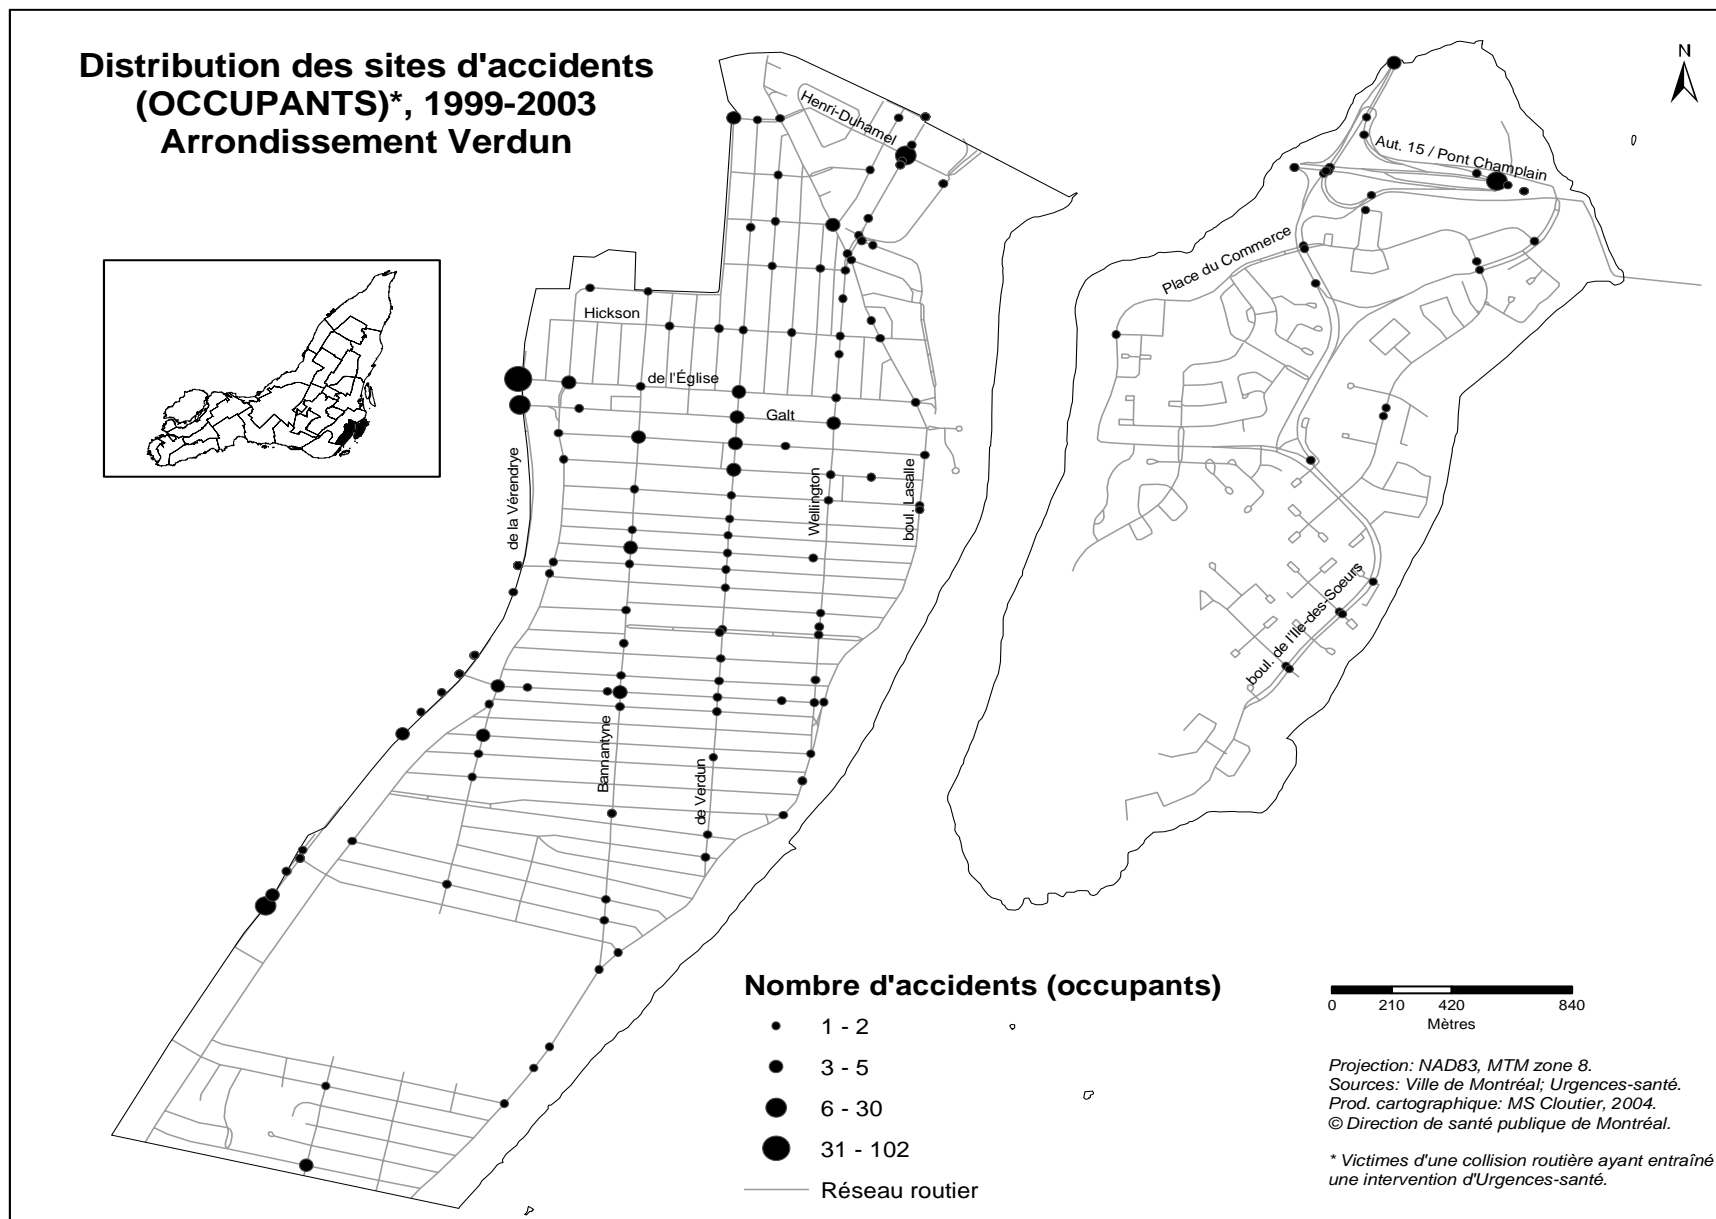 Distribution des sites d'accidents
(OCCUPANTS)*, 1999-2003
Arrondissement Verdun
N
Henri-Duhamel
Aut. 15 / Pont Champlain
Place du Commerce
Hickson
de l'Église
Galt
de la Vérendrye
Wellington
boul. Lasalle
boul. de l'Ile-des-Soeurs
Bannantyne
de Verdun
Nombre d'accidents (occupants)
1 - 2
3 - 5
6 - 30
31 - 102
Réseau routier
0 210 420 840
Mètres
Projection: NAD83, MTM zone 8.
Sources: Ville de Montréal; Urgences-santé.
Prod. cartographique: MS Cloutier, 2004.
© Direction de santé publique de Montréal.
* Victimes d'une collision routière ayant entraîné
une intervention d'Urgences-santé.